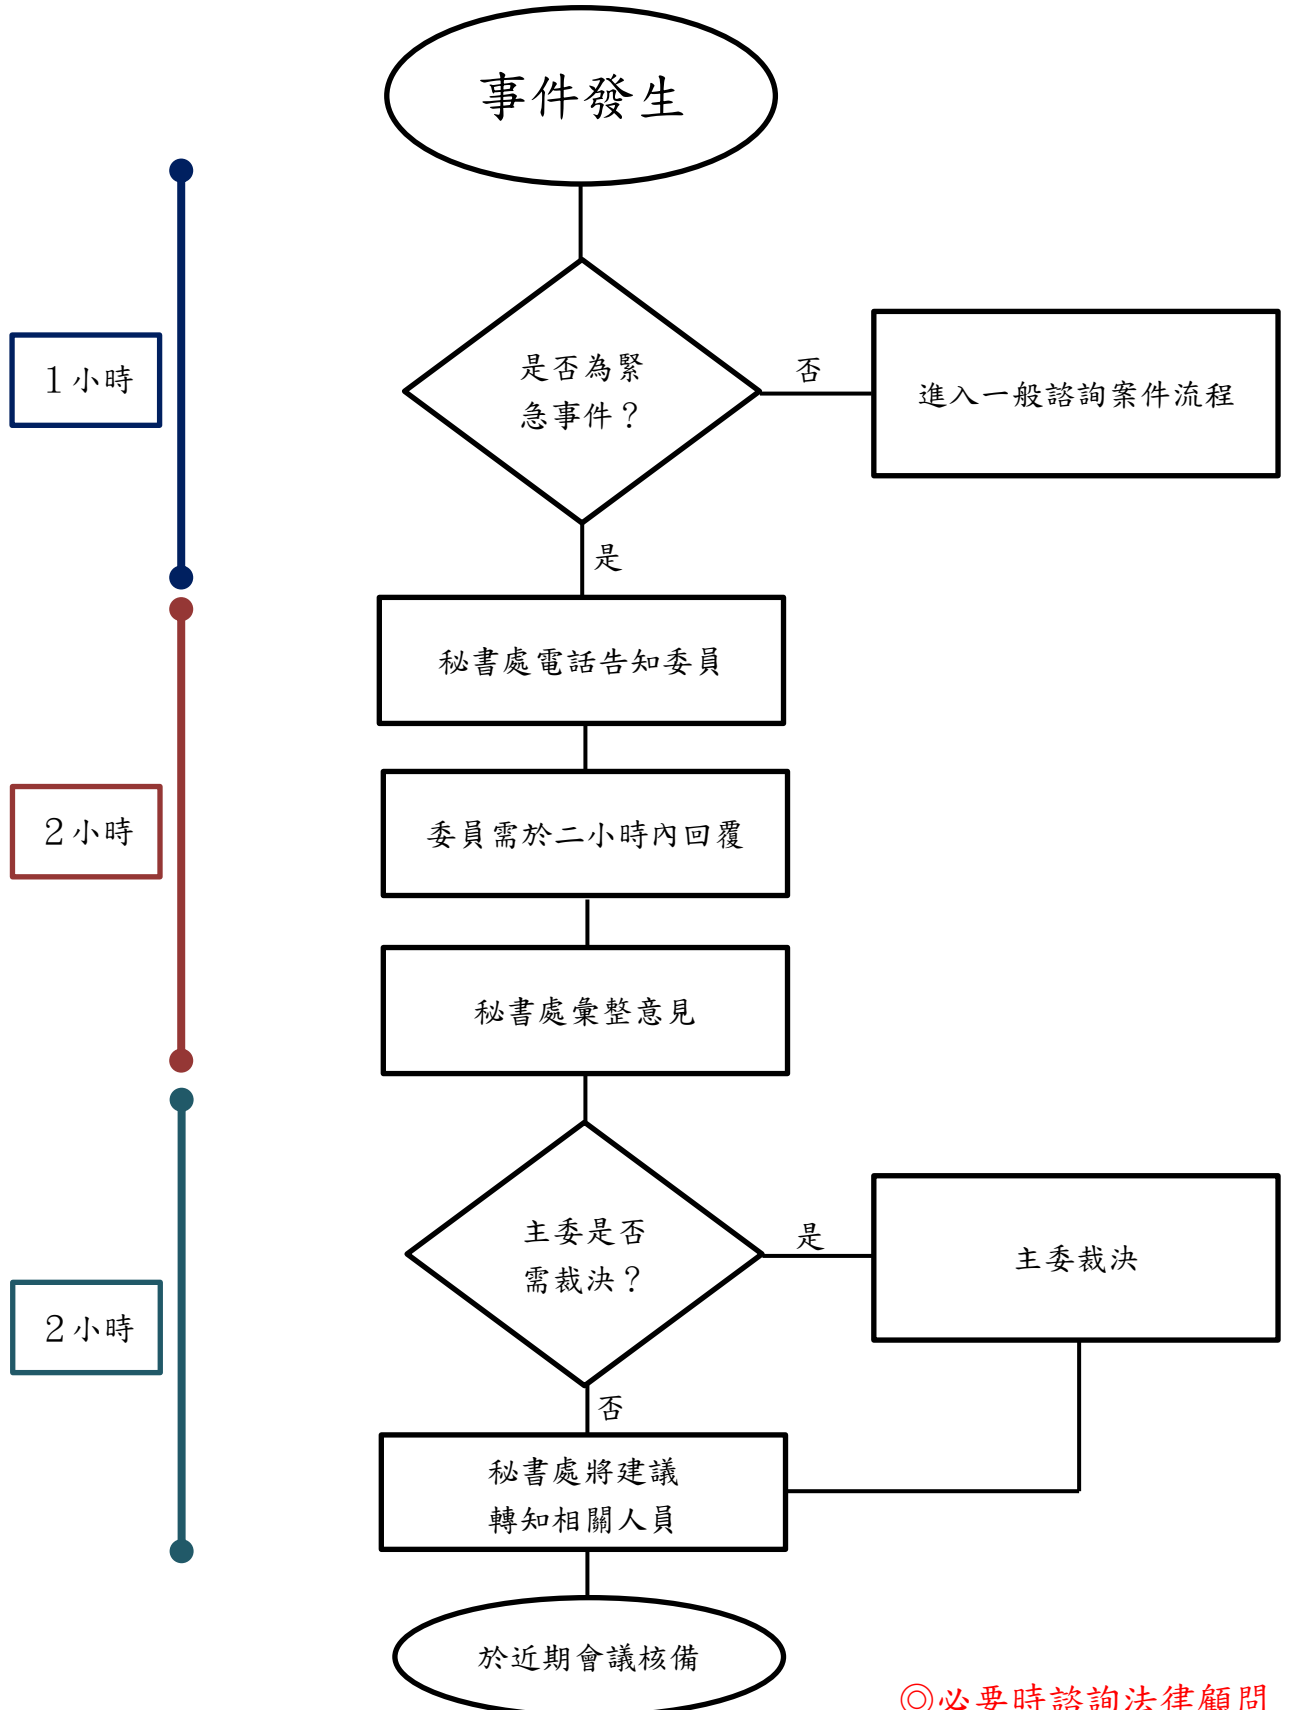 事件發生
1小時
是否為緊
急事件？
否
進入一般諮詢案件流程
是
秘書處電話告知委員
2小時
委員需於二小時內回覆
秘書處彙整意見
主委是否
需裁決？
是
主委裁決
2小時
否
秘書處將建議
轉知相關人員
於近期會議核備
◎必要時諮詢法律顧問